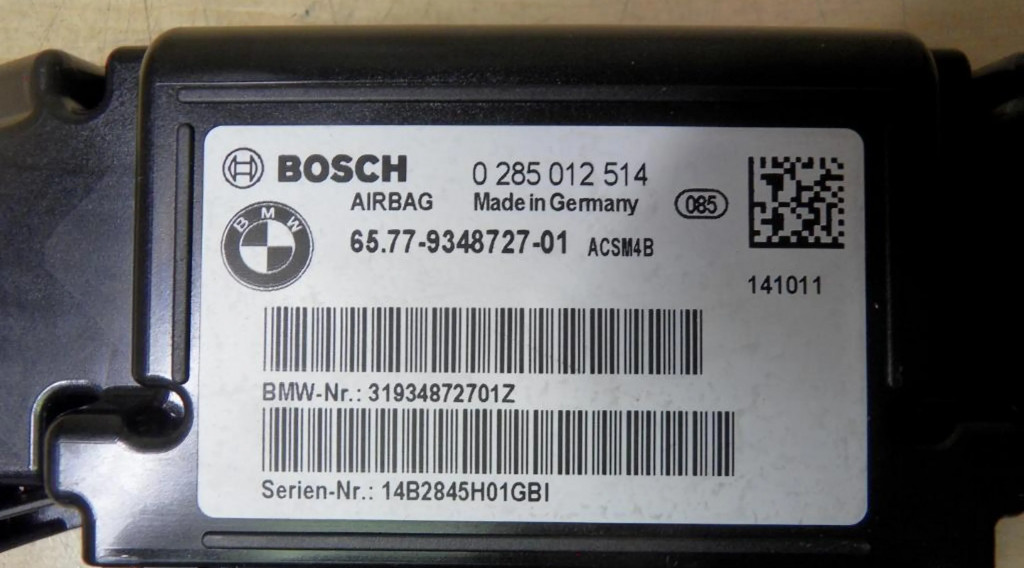 BOSCH 0 285 012 514
AIRBAG Made in Germany 085
BMW 65.77-9348727-01 ACSM4B
141011
BMW-Nr.: 31934872701Z
Serien-Nr.: 14B2845H01GBI